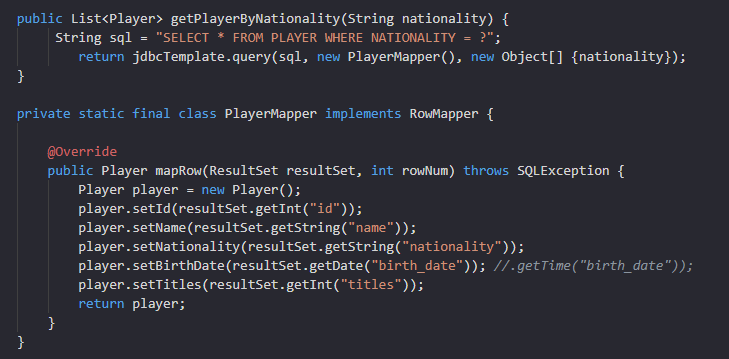 public List<Player> getPlayerByNationality(String nationality) {
String sql = "SELECT * FROM PLAYER WHERE NATIONALITY = ?";
return jdbcTemplate.query(sql, new PlayerMapper(), new Object[] {nationality});
}
private static final class PlayerMapper implements RowMapper {
@Override
public Player mapRow(ResultSet resultSet, int rowNum) throws SQLException {
Player player = new Player();
player.setId(resultSet.getInt("id"));
player.setName(resultSet.getString("name"));
player.setNationality(resultSet.getString("nationality"));
player.setBirthDate(resultSet.getDate("birth_date")); //.getTime("birth_date"));
player.setTitles(resultSet.getInt("titles"));
return player;
}
}